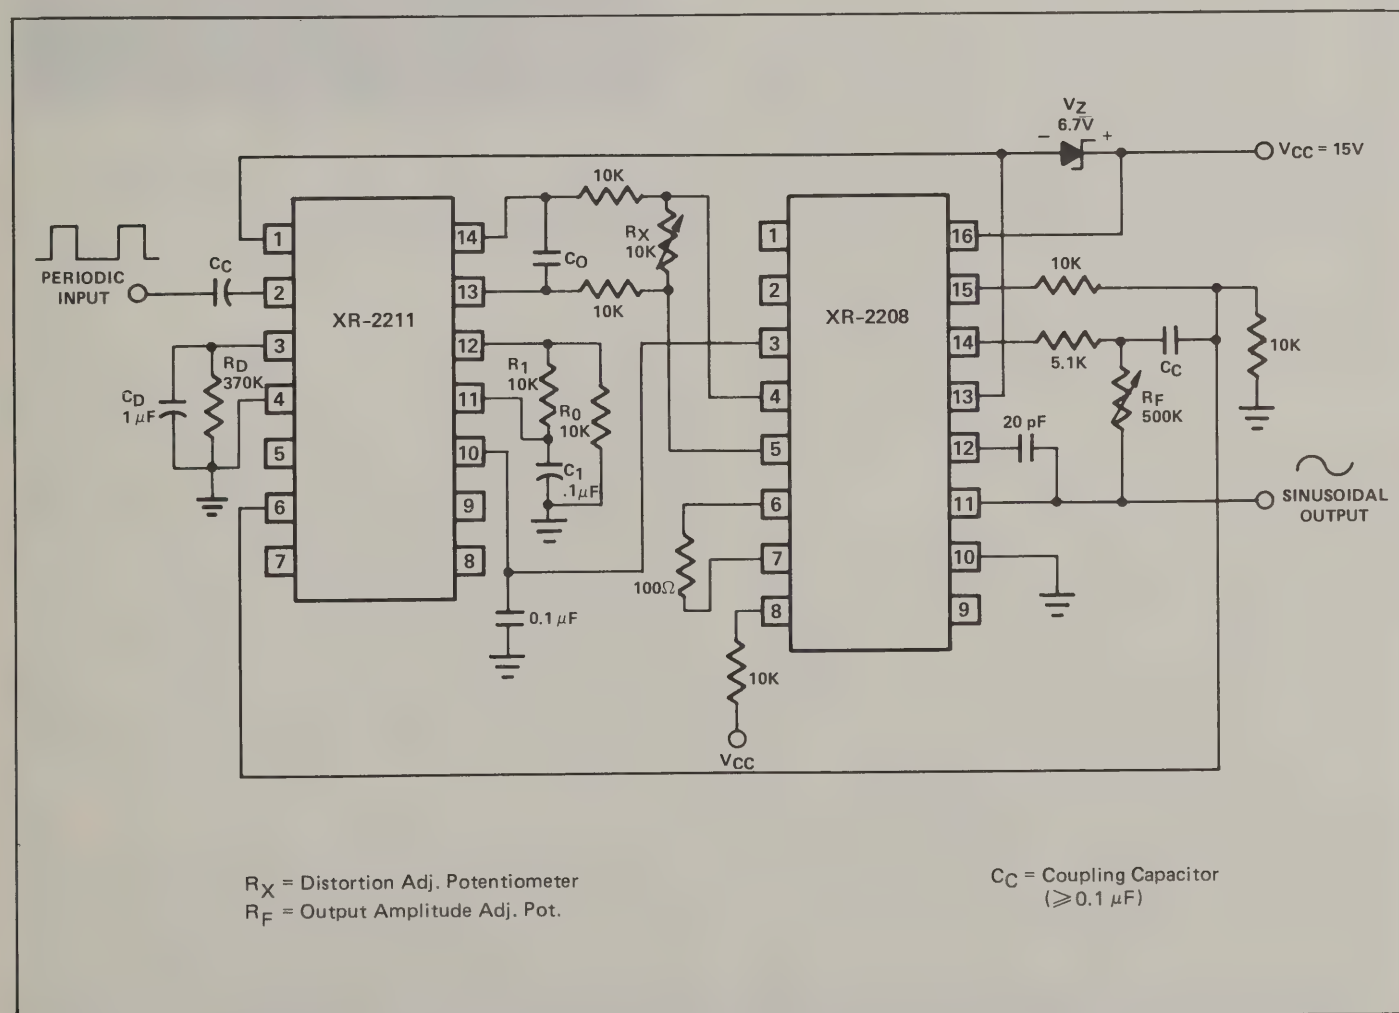 VZ
6.7V
− +
VCC = 15V
PERIODIC
INPUT
CC
1
2
3
4
5
6
7
XR-2211
14
13
12
11
10
9
8
RD
370K
CD
1 µF
10K
CO
RX
10K
10K
R1
10K
R0
10K
C1
.1µF
0.1 µF
1
2
3
4
5
6
7
8
XR-2208
16
15
14
13
12
11
10
9
100Ω
10K
VCC
10K
5.1K
CC
RF
500K
10K
20 pF
SINUSOIDAL
OUTPUT
RX = Distortion Adj. Potentiometer
RF = Output Amplitude Adj. Pot.
CC = Coupling Capacitor
(⩾0.1 µF)